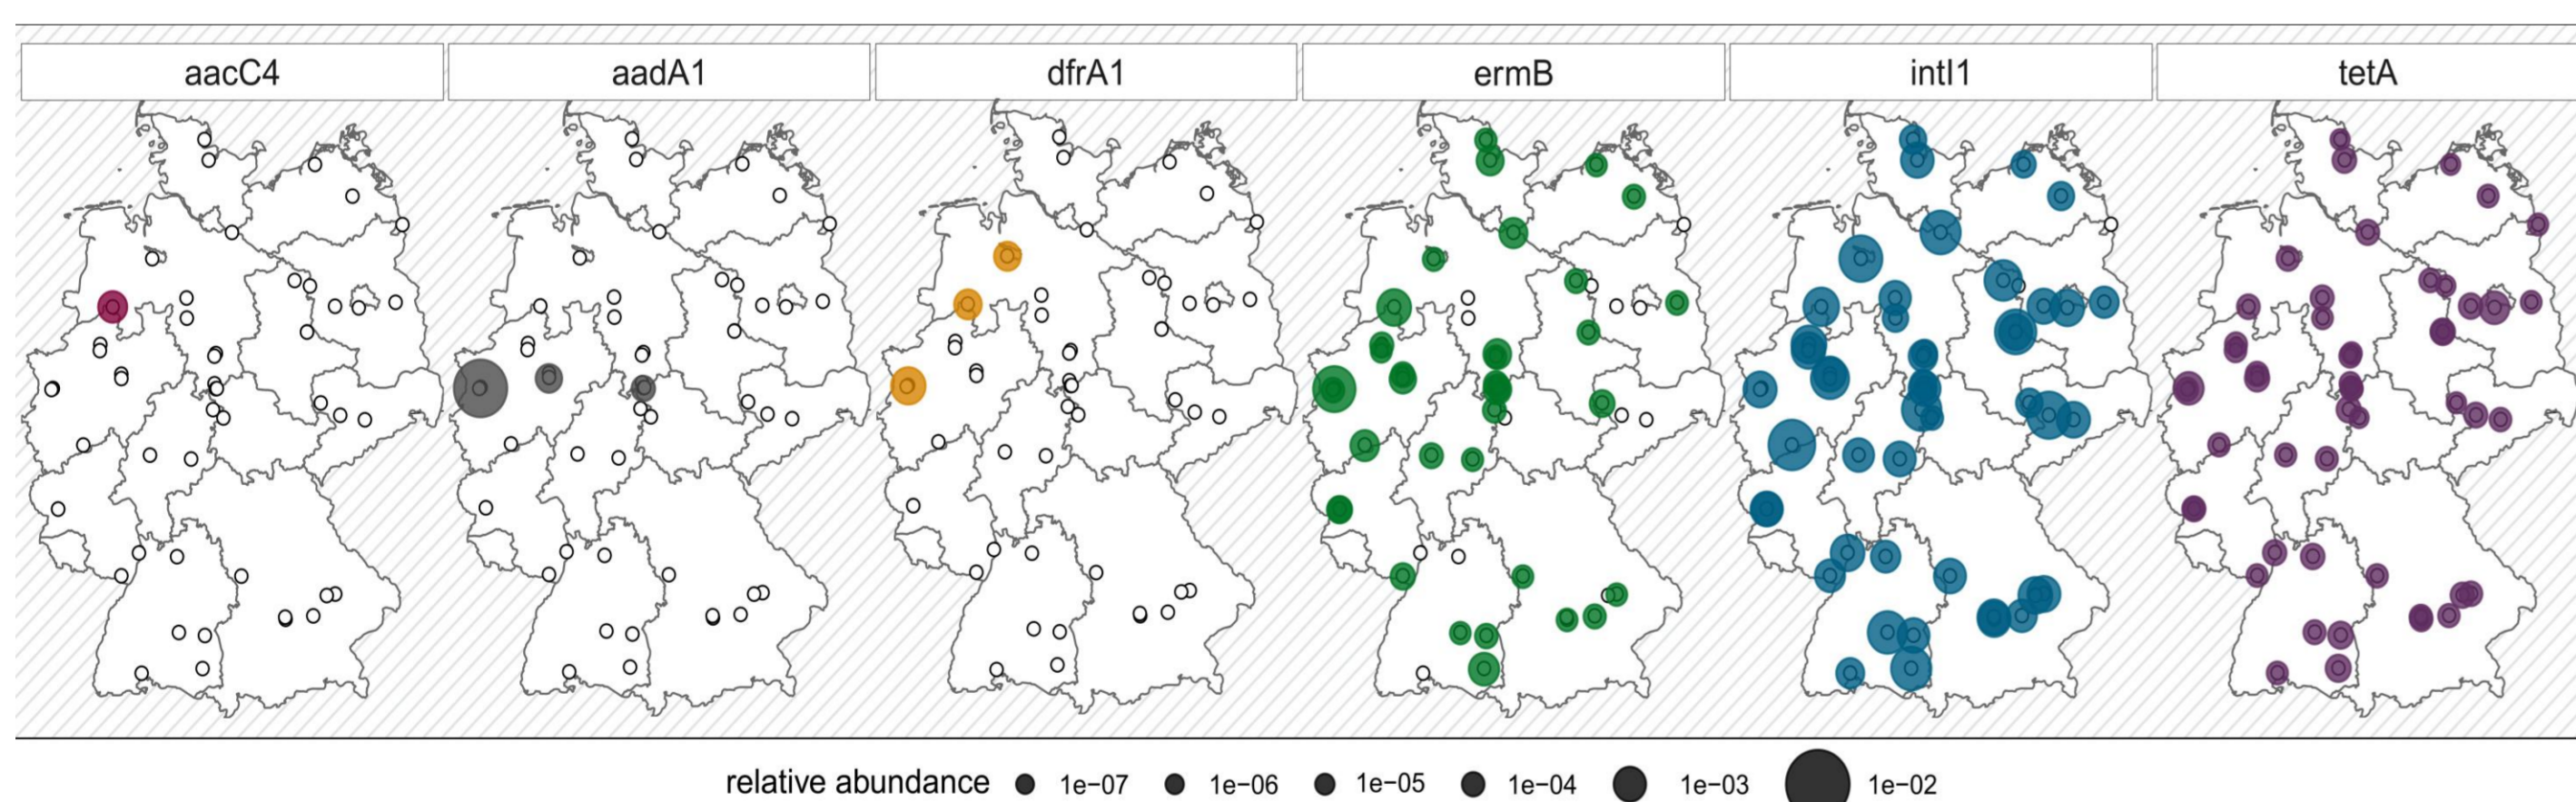 aacC4 aadA1 dfrA1 ermB intI1 tetA
relative abundance 1e−07 1e−06 1e−05 1e−04 1e−03 1e−02